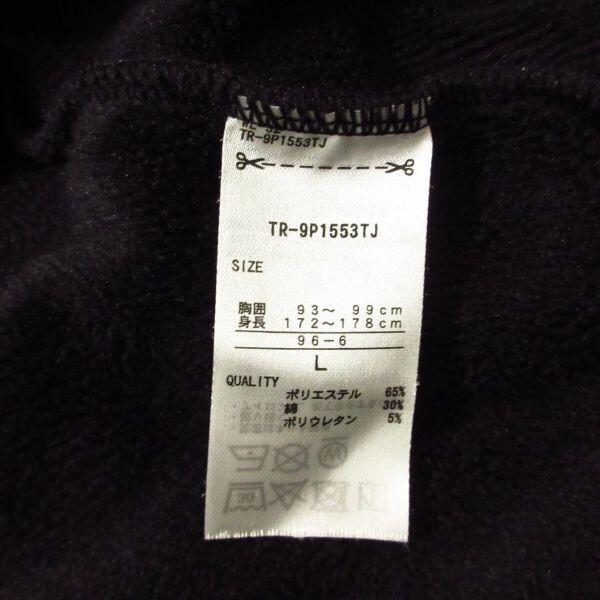 TR-9P1553TJ
TR-9P1553TJ
SIZE
胸囲 93～ 99cm
身長 172～178cm
96-6
L
QUALITY
ポリエステル 65%
綿 30%
ポリウレタン 5%
W
30